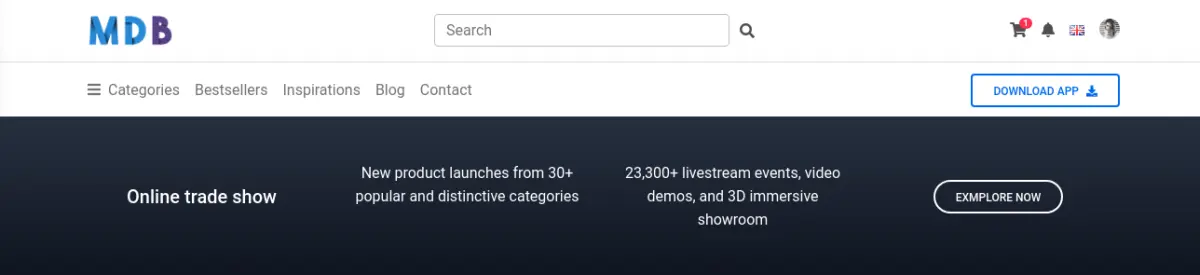 MDB
Search
1
Categories Bestsellers Inspirations Blog Contact
DOWNLOAD APP
Online trade show
New product launches from 30+
popular and distinctive categories
23,300+ livestream events, video
demos, and 3D immersive
showroom
EXMPLORE NOW